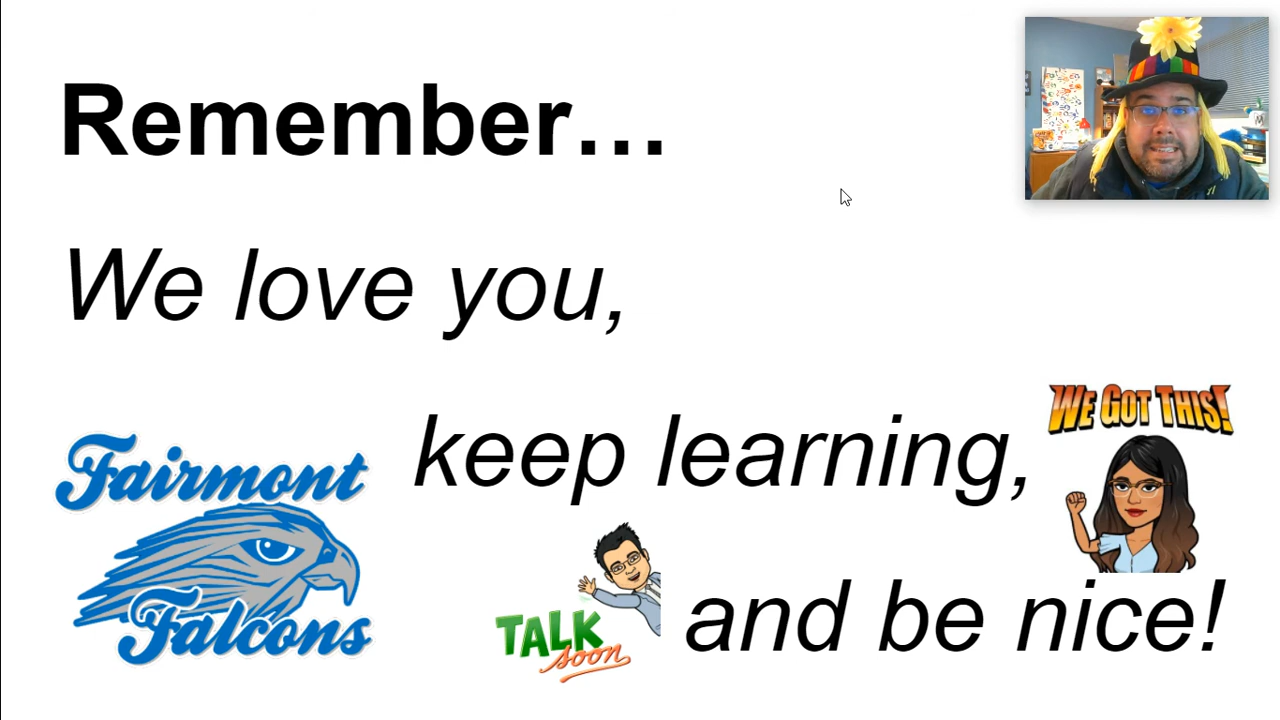 Remember…
We love you,
keep learning,
WE GOT THIS!
Fairmont
Falcons
TALK
soon
and be nice!